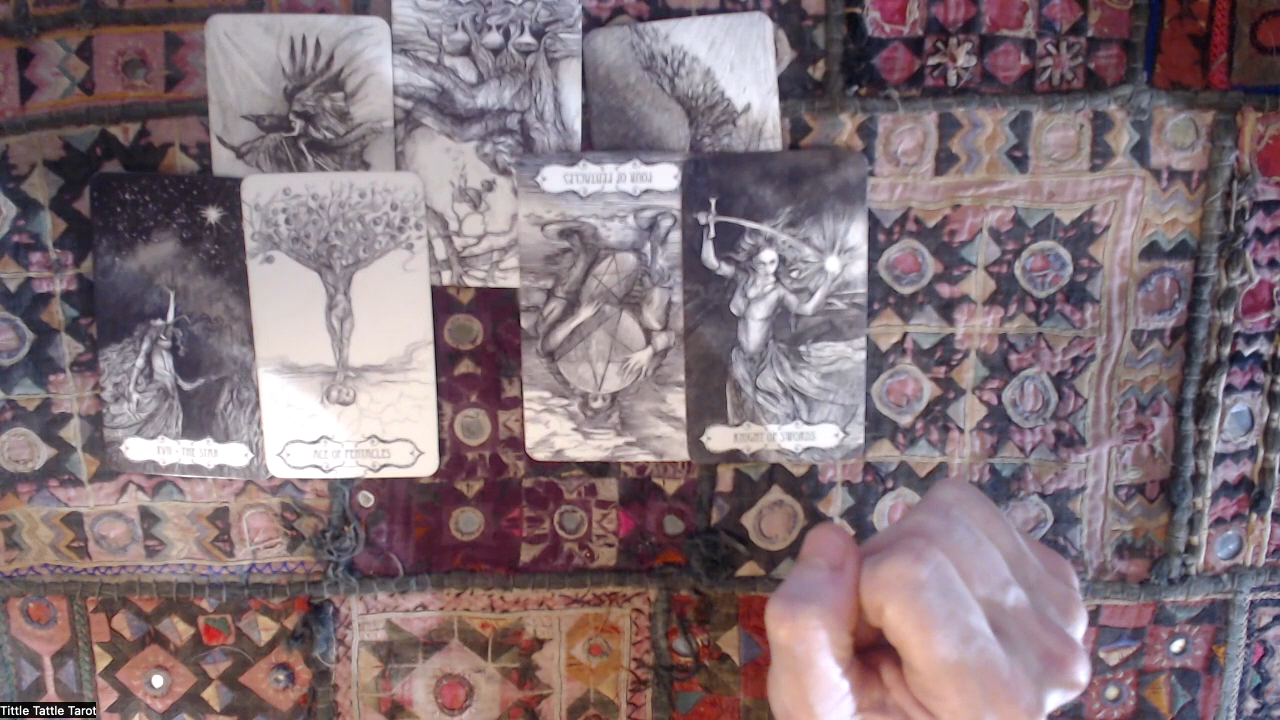 FOUR OF PENTACLES
XVII - THE STAR
ACE OF PENTACLES
KNIGHT OF SWORDS
Tittle Tattle Tarot